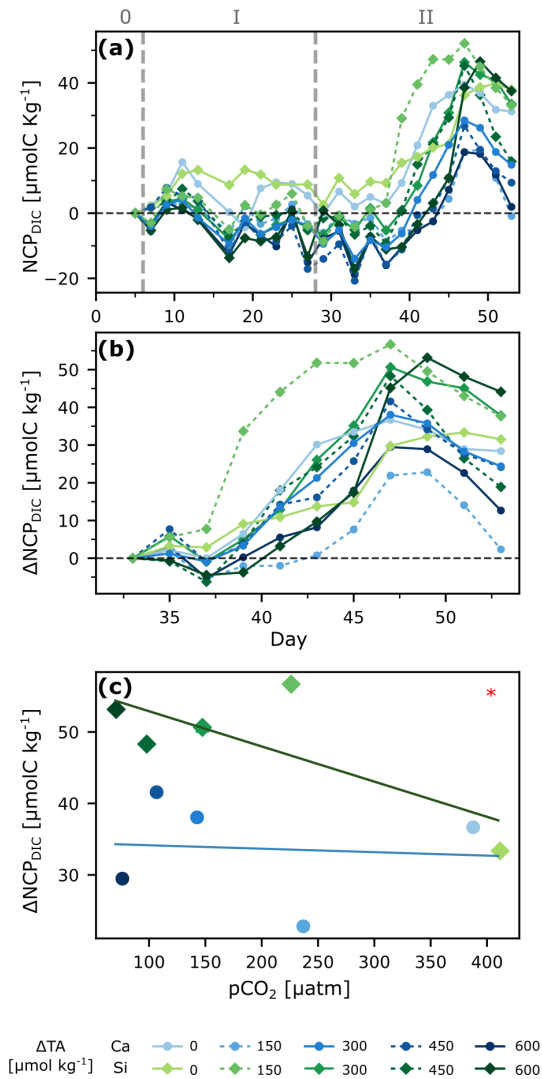 0 I II
(a)
NCP_DIC [µmolC Kg⁻¹]
40
20
0
−20
0 10 20 30 40 50
(b)
ΔNCP_DIC [µmolC kg⁻¹]
50
40
30
20
10
0
35 40 45 50
Day
(c)
*
ΔNCP_DIC [µmolC kg⁻¹]
50
40
30
100 150 200 250 300 350 400
pCO₂ [µatm]
ΔTA
[µmol kg⁻¹]
Ca 0 150 300 450 600
Si 0 150 300 450 600